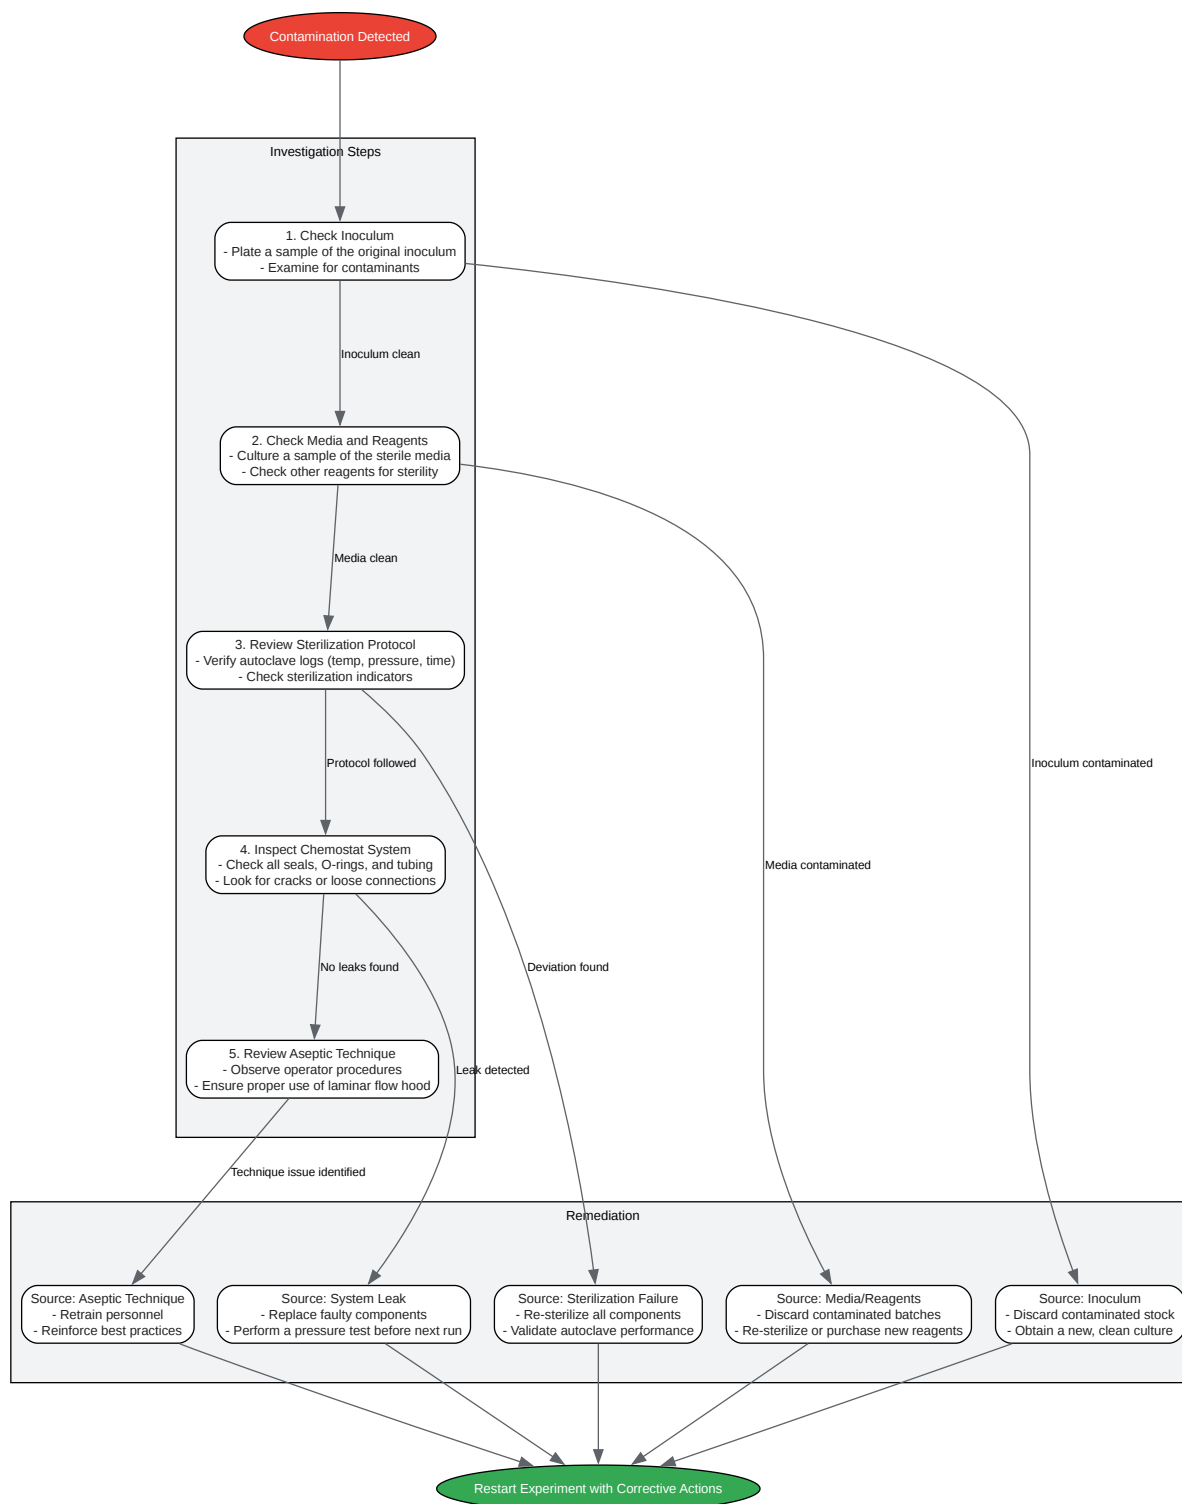 Contamination Detected
Investigation Steps
1. Check Inoculum
- Plate a sample of the original inoculum
- Examine for contaminants
Inoculum clean
2. Check Media and Reagents
- Culture a sample of the sterile media
- Check other reagents for sterility
Media clean
3. Review Sterilization Protocol
- Verify autoclave logs (temp, pressure, time)
- Check sterilization indicators
Protocol followed
Inoculum contaminated
4. Inspect Chemostat System
- Check all seals, O-rings, and tubing
- Look for cracks or loose connections
Media contaminated
No leaks found
Deviation found
5. Review Aseptic Technique
- Observe operator procedures
- Ensure proper use of laminar flow hood
Leak detected
Technique issue identified
Remediation
Source: Aseptic Technique
- Retrain personnel
- Reinforce best practices
Source: System Leak
- Replace faulty components
- Perform a pressure test before next run
Source: Sterilization Failure
- Re-sterilize all components
- Validate autoclave performance
Source: Media/Reagents
- Discard contaminated batches
- Re-sterilize or purchase new reagents
Source: Inoculum
- Discard contaminated stock
- Obtain a new, clean culture
Restart Experiment with Corrective Actions